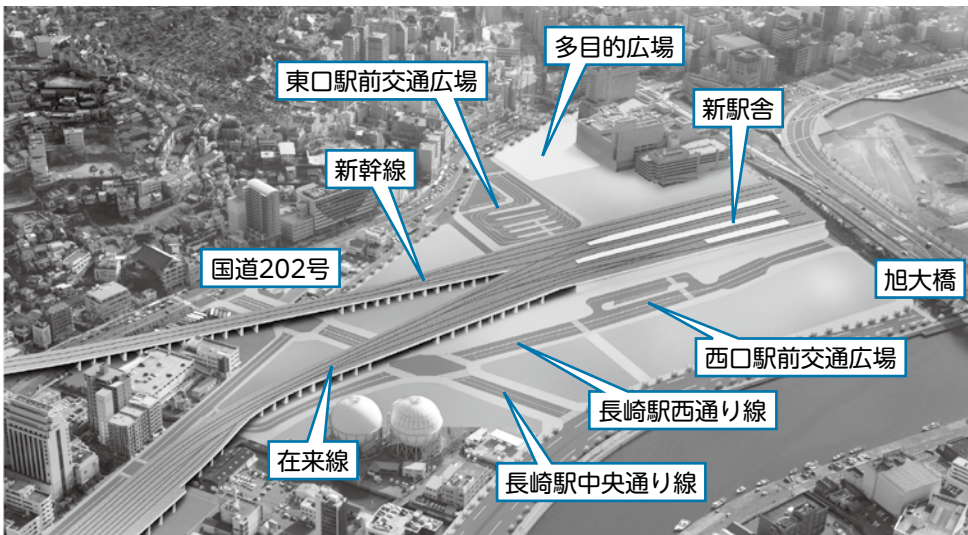 多目的広場
東口駅前交通広場
新駅舎
新幹線
国道202号
旭大橋
西口駅前交通広場
長崎駅西通り線
在来線
長崎駅中央通り線